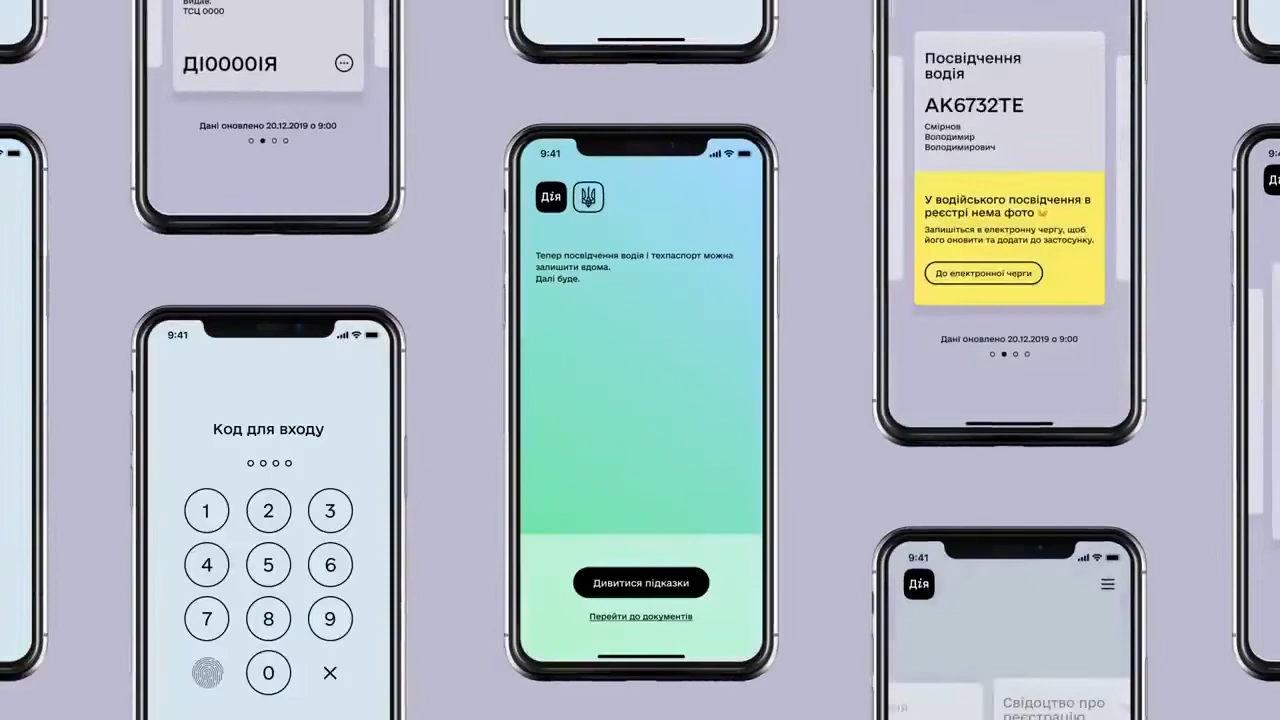 Видав:
ТСЦ 0000
ДІ0000ІЯ
Дані оновлено 20.12.2019 о 9:00
9:41
Код для входу
1 2 3
4 5 6
7 8 9
0 ×
9:41
Дія
Тепер посвідчення водія і техпаспорт можна
залишити вдома.
Далі буде.
Дивитися підказки
Перейти до документів
Посвідчення
водія
АК6732ТЕ
Смірнов
Володимир
Володимирович
У водійського посвідчення в
реєстрі нема фото
Запишіться в електронну чергу, щоб
його оновити та додати до застосунку.
До електронної черги
Дані оновлено 20.12.2019 о 9:00
9:41
Дія
Свідоцтво про
реєстрацію